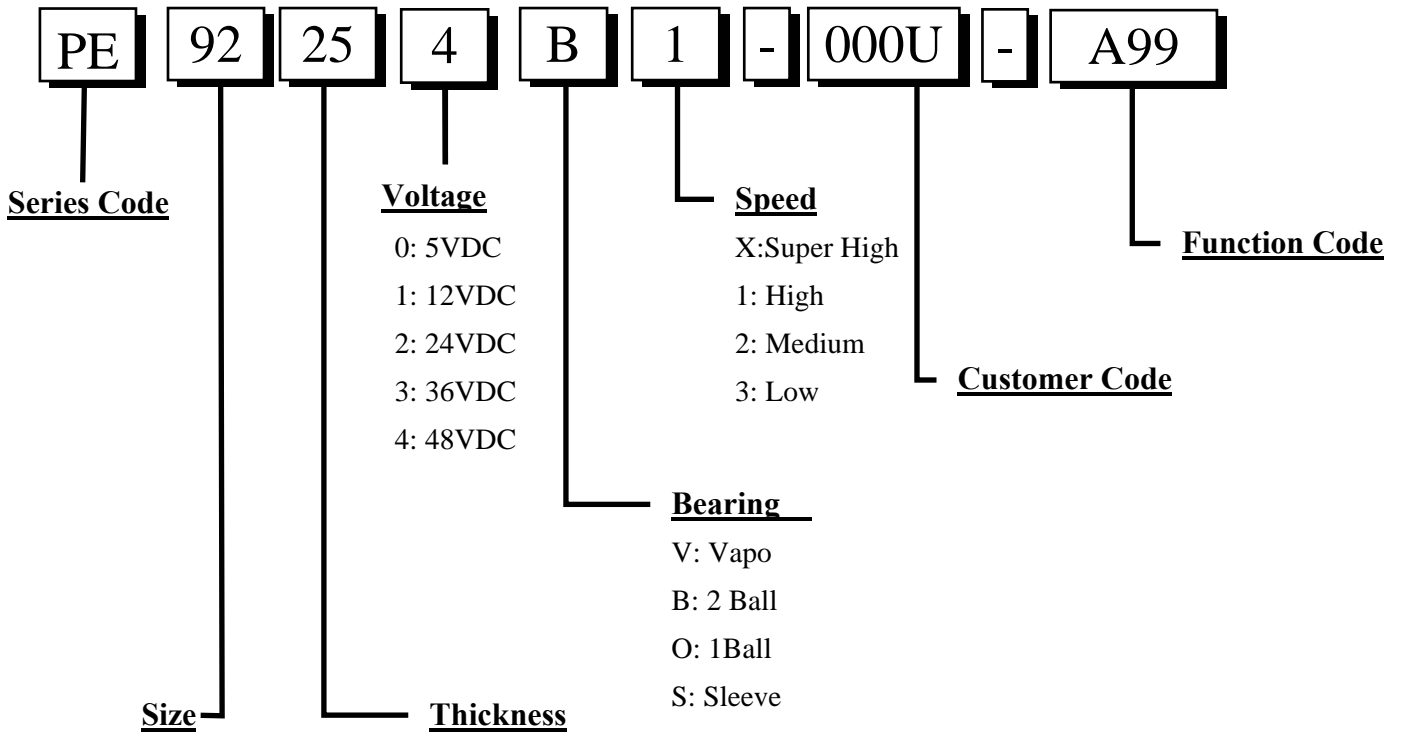 PE 92 25 4 B 1 - 000U - A99
Series Code
Voltage
0: 5VDC
1: 12VDC
2: 24VDC
3: 36VDC
4: 48VDC
Speed
X:Super High
1: High
2: Medium
3: Low
Function Code
Customer Code
Bearing
V: Vapo
B: 2 Ball
O: 1Ball
S: Sleeve
Size
Thickness